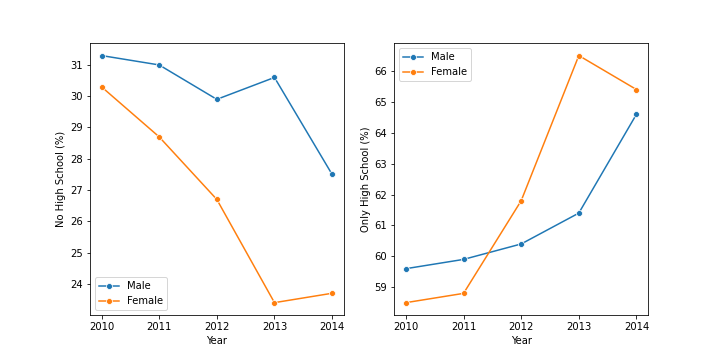 31
30
29
28
27
26
25
24
No High School (%)
Male
Female
2010 2011 2012 2013 2014
Year
Male
Female
66
65
64
63
62
61
60
59
Only High School (%)
2010 2011 2012 2013 2014
Year